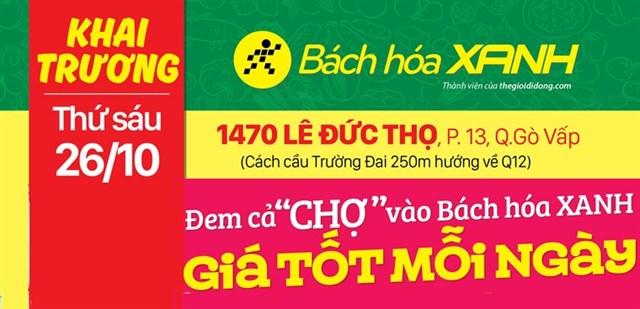 KHAI
TRƯƠNG
Thứ sáu
26/10
Bách hóa XANH
Thành viên của thegioididong.com
1470 LÊ ĐỨC THỌ, P. 13, Q.Gò Vấp
(Cách cầu Trường Đai 250m hướng về Q12)
Đem cả "CHỢ" vào Bách hóa XANH
Giá TỐT MỖI NGÀY